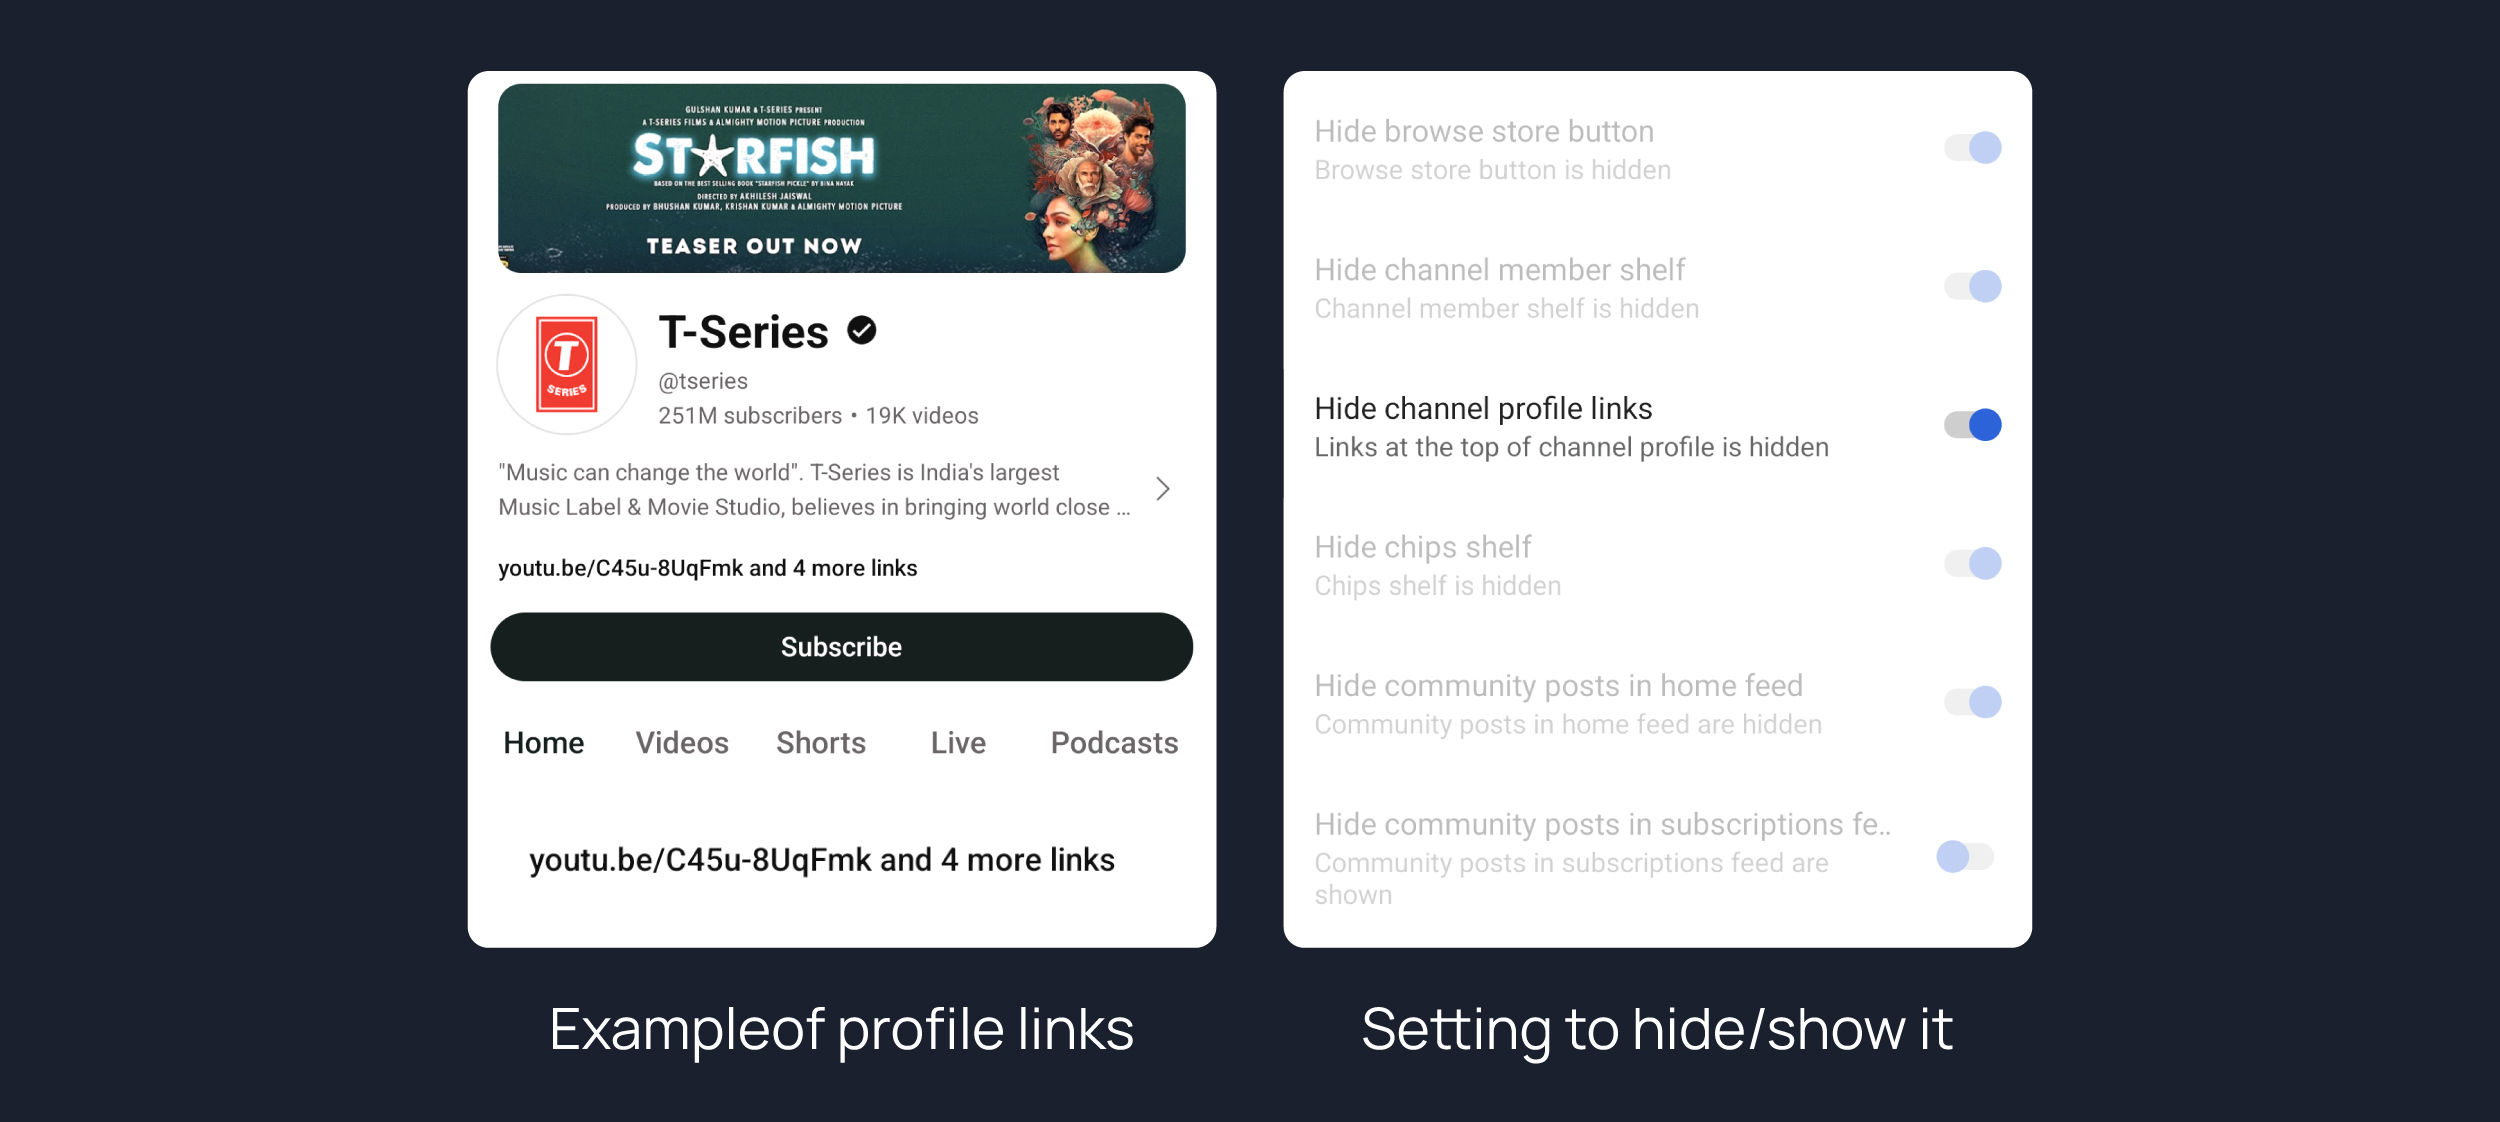 GULSHAN KUMAR & T-SERIES PRESENT
A T-SERIES FILMS & ALMIGHTY MOTION PICTURE PRODUCTION
STARFISH
BASED ON THE BEST SELLING BOOK "STARFISH PICKLE" BY BINA NAYAK
DIRECTED BY AKHILESH JAISWAL
PRODUCED BY BHUSHAN KUMAR, KRISHAN KUMAR & ALMIGHTY MOTION PICTURE
TEASER OUT NOW
T
SERIES
T-Series
@tseries
251M subscribers • 19K videos
"Music can change the world". T-Series is India's largest
Music Label & Movie Studio, believes in bringing world close ...
youtu.be/C45u-8UqFmk and 4 more links
Subscribe
Home Videos Shorts Live Podcasts
youtu.be/C45u-8UqFmk and 4 more links
Exampleof profile links
Hide browse store button
Browse store button is hidden
Hide channel member shelf
Channel member shelf is hidden
Hide channel profile links
Links at the top of channel profile is hidden
Hide chips shelf
Chips shelf is hidden
Hide community posts in home feed
Community posts in home feed are hidden
Hide community posts in subscriptions fe..
Community posts in subscriptions feed are
shown
Setting to hide/show it